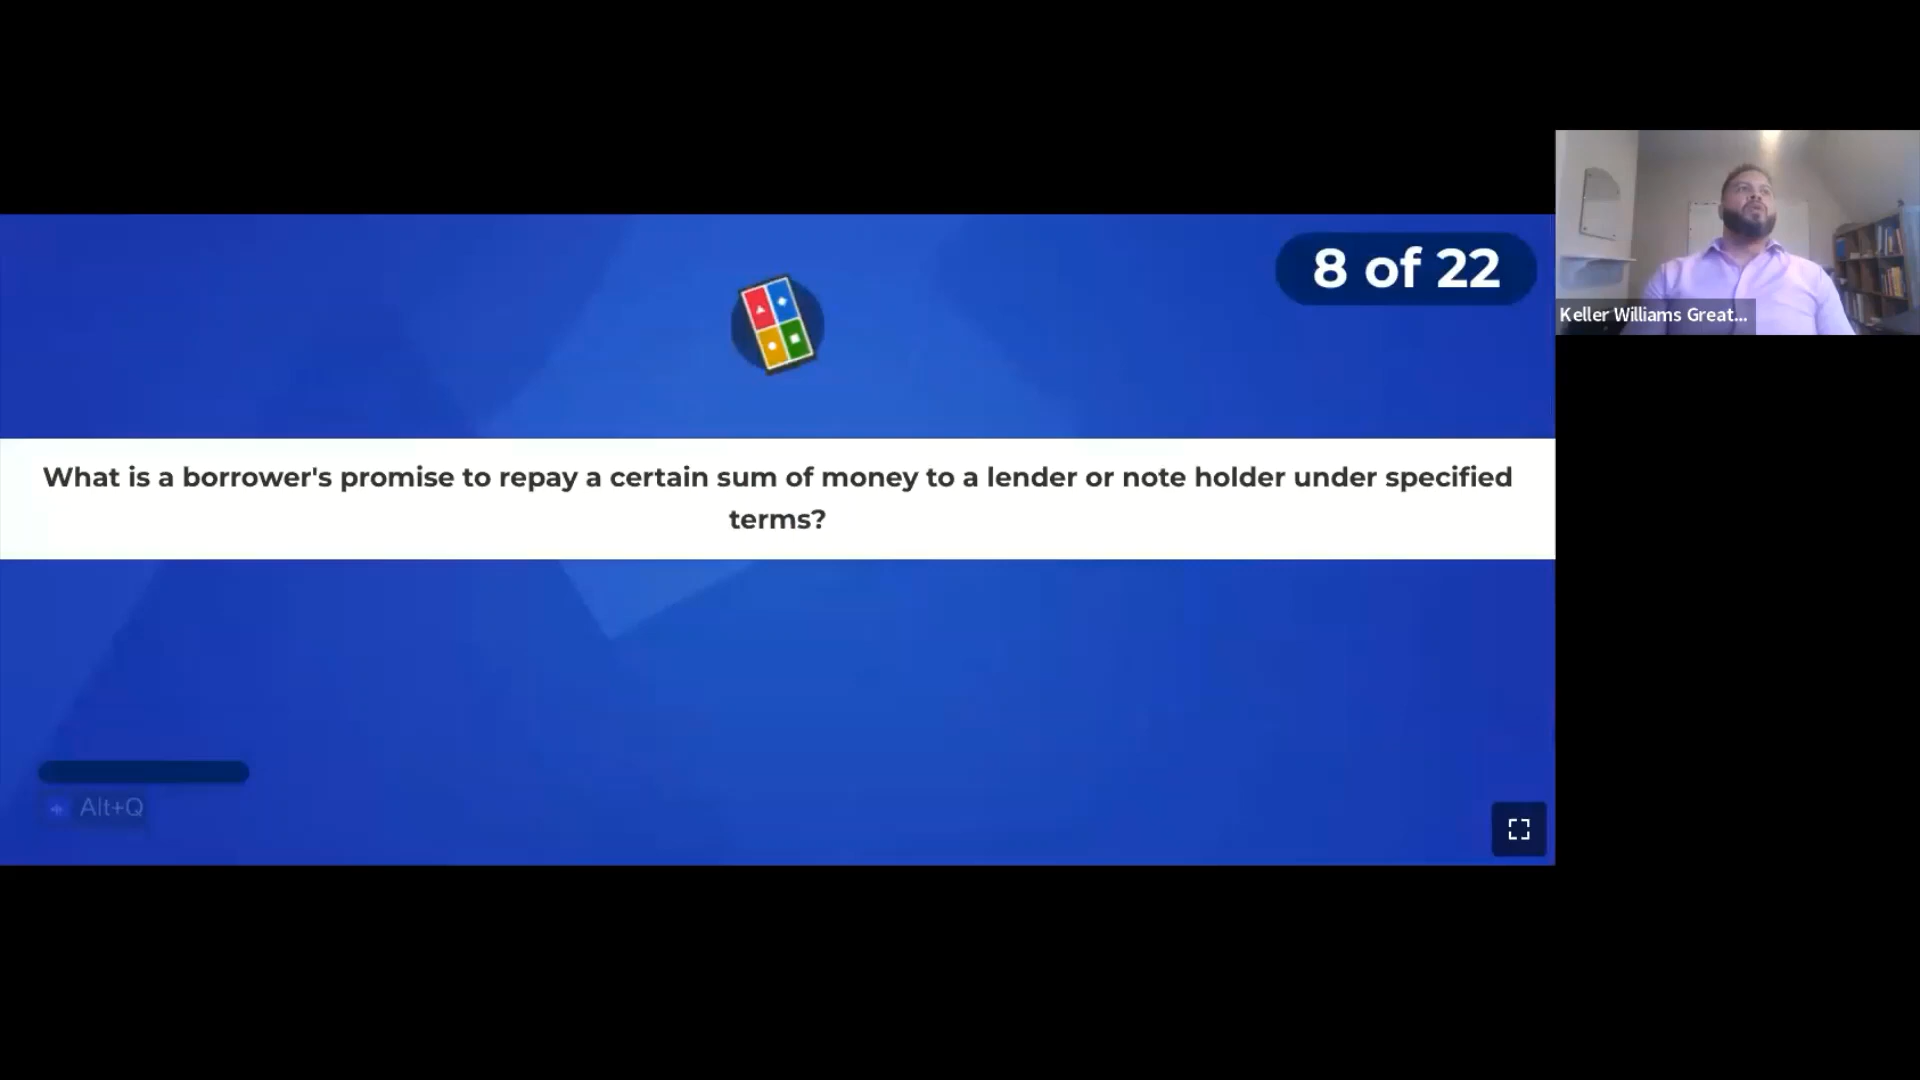 8 of 22
Keller Williams Great...
What is a borrower's promise to repay a certain sum of money to a lender or note holder under specified
terms?
Alt+Q